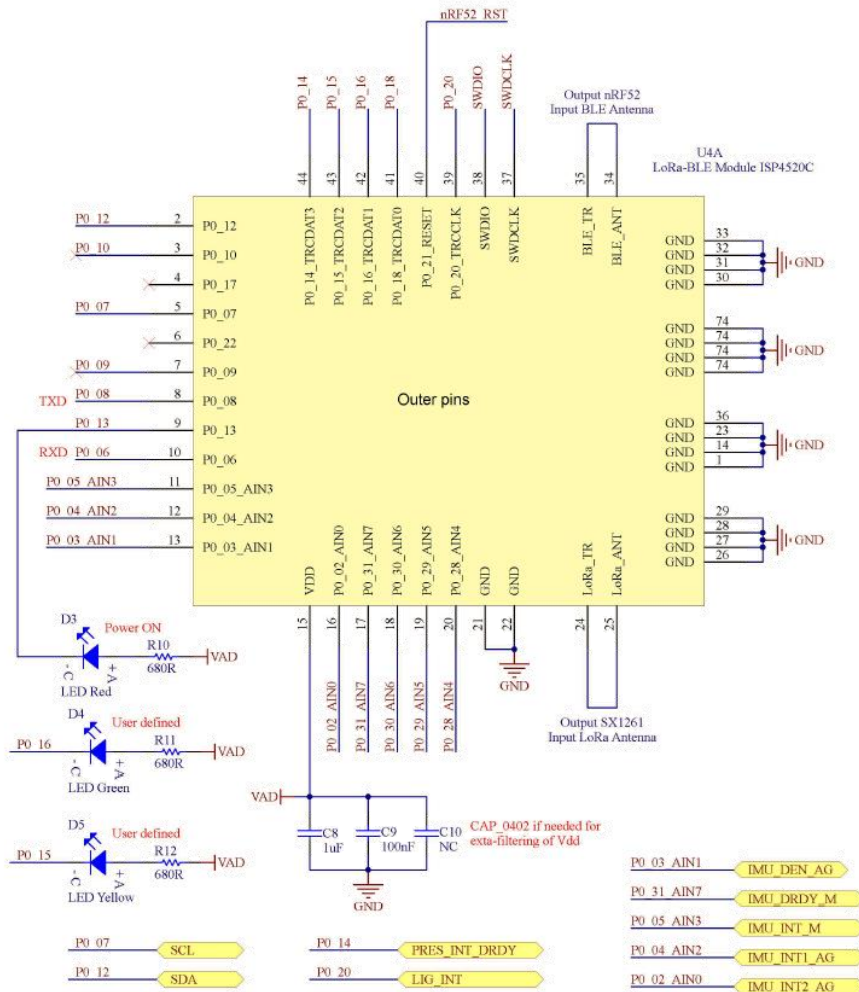 nRF52_RST
P0_14
P0_15
P0_16
P0_18
P0_20
SWDIO
SWDCLK
Output nRF52
Input BLE Antenna
U4A
LoRa-BLE Module ISP4520C
44
43
42
41
40
39
38
37
35
34
P0_14_TRCDAT3
P0_15_TRCDAT2
P0_16_TRCDAT1
P0_18_TRCDAT0
P0_21_RESET
P0_20_TRCCLK
SWDIO
SWDCLK
BLE_TR
BLE_ANT
P0_12 2 P0_12
P0_10 3 P0_10
4 P0_17
P0_07 5 P0_07
6 P0_22
P0_09 7 P0_09
TXD P0_08 8 P0_08
P0_13 9 P0_13
RXD P0_06 10 P0_06
P0_05_AIN3 11 P0_05_AIN3
P0_04_AIN2 12 P0_04_AIN2
P0_03_AIN1 13 P0_03_AIN1
Outer pins
GND 33
GND 32
GND 31
GND 30
GND
GND 74
GND 74
GND 74
GND 74
GND
GND 36
GND 23
GND 14
GND 1
GND
GND 29
GND 28
GND 27
GND 26
GND
VDD
P0_02_AIN0
P0_31_AIN7
P0_30_AIN6
P0_29_AIN5
P0_28_AIN4
GND
GND
LoRa_TR
LoRa_ANT
15
16
17
18
19
20
21
22
24
25
P0_02_AIN0
P0_31_AIN7
P0_30_AIN6
P0_29_AIN5
P0_28_AIN4
GND
Output SX1261
Input LoRa Antenna
D3
Power ON
R10
VAD
680R
-C
+A
LED Red
D4
User defined
P0_16
R11
VAD
680R
-C
+A
LED Green
D5
User defined
P0_15
R12
VAD
680R
-C
+A
LED Yellow
VAD
C8
1uF
C9
100nF
C10
NC
CAP_0402 if needed for
exta-filtering of Vdd
GND
P0_07 SCL
P0_12 SDA
P0_14 PRES_INT_DRDY
P0_20 LIG_INT
P0_03_AIN1 IMU_DEN_AG
P0_31_AIN7 IMU_DRDY_M
P0_05_AIN3 IMU_INT_M
P0_04_AIN2 IMU_INT1_AG
P0_02_AIN0 IMU_INT2_AG